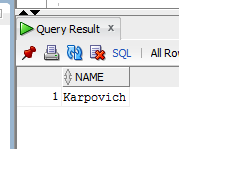 Query Result x
SQL | All Row
NAME
1 Karpovich